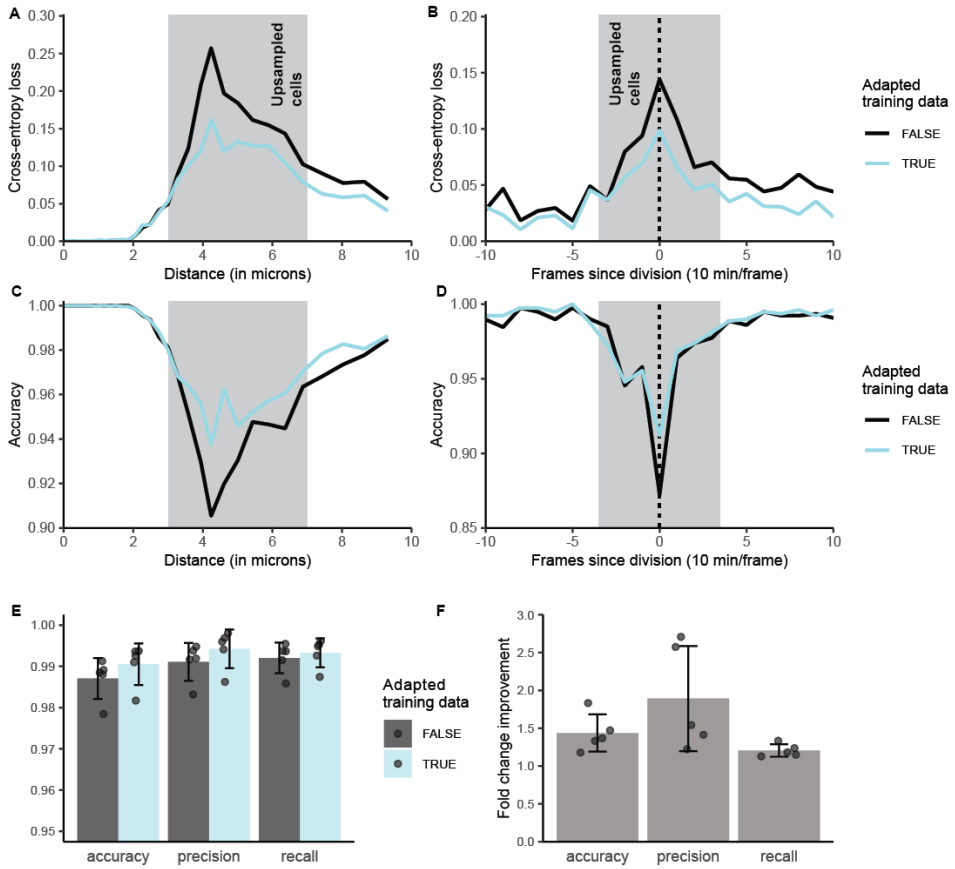 A
Cross-entropy loss
0.30
0.25
0.20
0.15
0.10
0.05
0.00
Upsampled
cells
0
2
4
6
8
10
Distance (in microns)
B
Cross-entropy loss
0.20
0.15
0.10
0.05
0.00
Upsampled
cells
-10
-5
0
5
10
Frames since division (10 min/frame)
Adapted
training data
FALSE
TRUE
C
Accuracy
1.00
0.98
0.96
0.94
0.92
0.90
0
2
4
6
8
10
Distance (in microns)
D
Accuracy
1.00
0.95
0.90
0.85
-10
-5
0
5
10
Frames since division (10 min/frame)
Adapted
training data
FALSE
TRUE
E
1.00
0.99
0.98
0.97
0.96
0.95
accuracy
precision
recall
Adapted
training data
FALSE
TRUE
F
Fold change improvement
3.0
2.5
2.0
1.5
1.0
0.5
0.0
accuracy
precision
recall